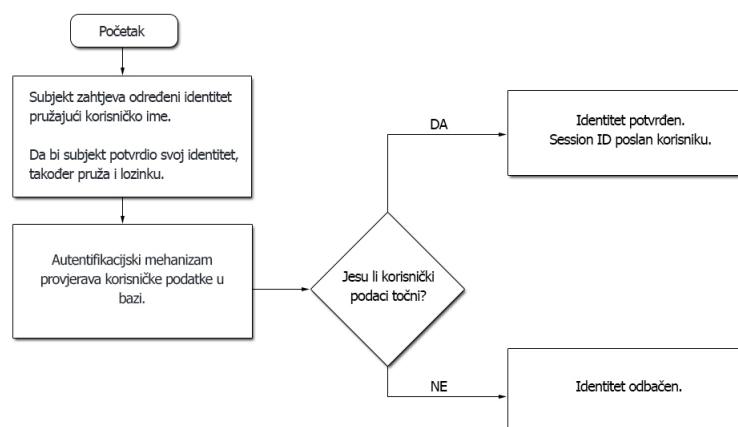 Početak
Subjekt zahtjeva određeni identitet
pružajući korisničko ime.
Da bi subjekt potvrdio svoj identitet,
također pruža i lozinku.
Autentifikacijski mehanizam
provjerava korisničke podatke u
bazi.
Jesu li korisnički
podaci točni?
DA
Identitet potvrđen.
Session ID poslan korisniku.
NE
Identitet odbačen.